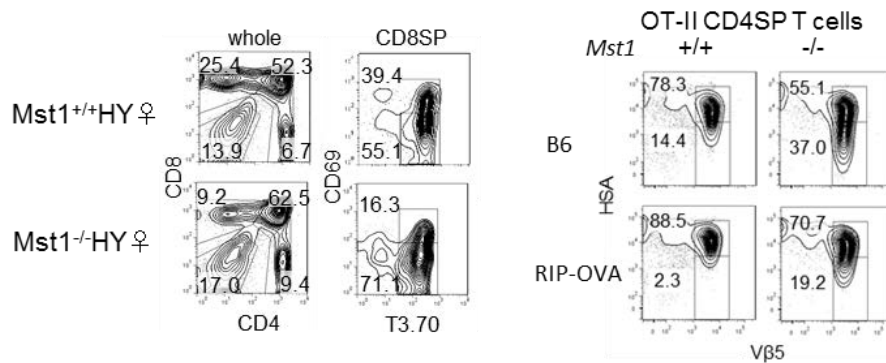 whole CD8SP
OT-II CD4SP T cells
Mst1 +/+ -/-
Mst1+/+HY ♀
25.4 52.3
13.9 6.7
39.4
55.1
CD8
CD69
Mst1-/-HY ♀
9.2 62.5
17.0 9.4
16.3
71.1
CD4 T3.70
B6
78.3
14.4
55.1
37.0
HSA
RIP-OVA
88.5
2.3
70.7
19.2
Vβ5